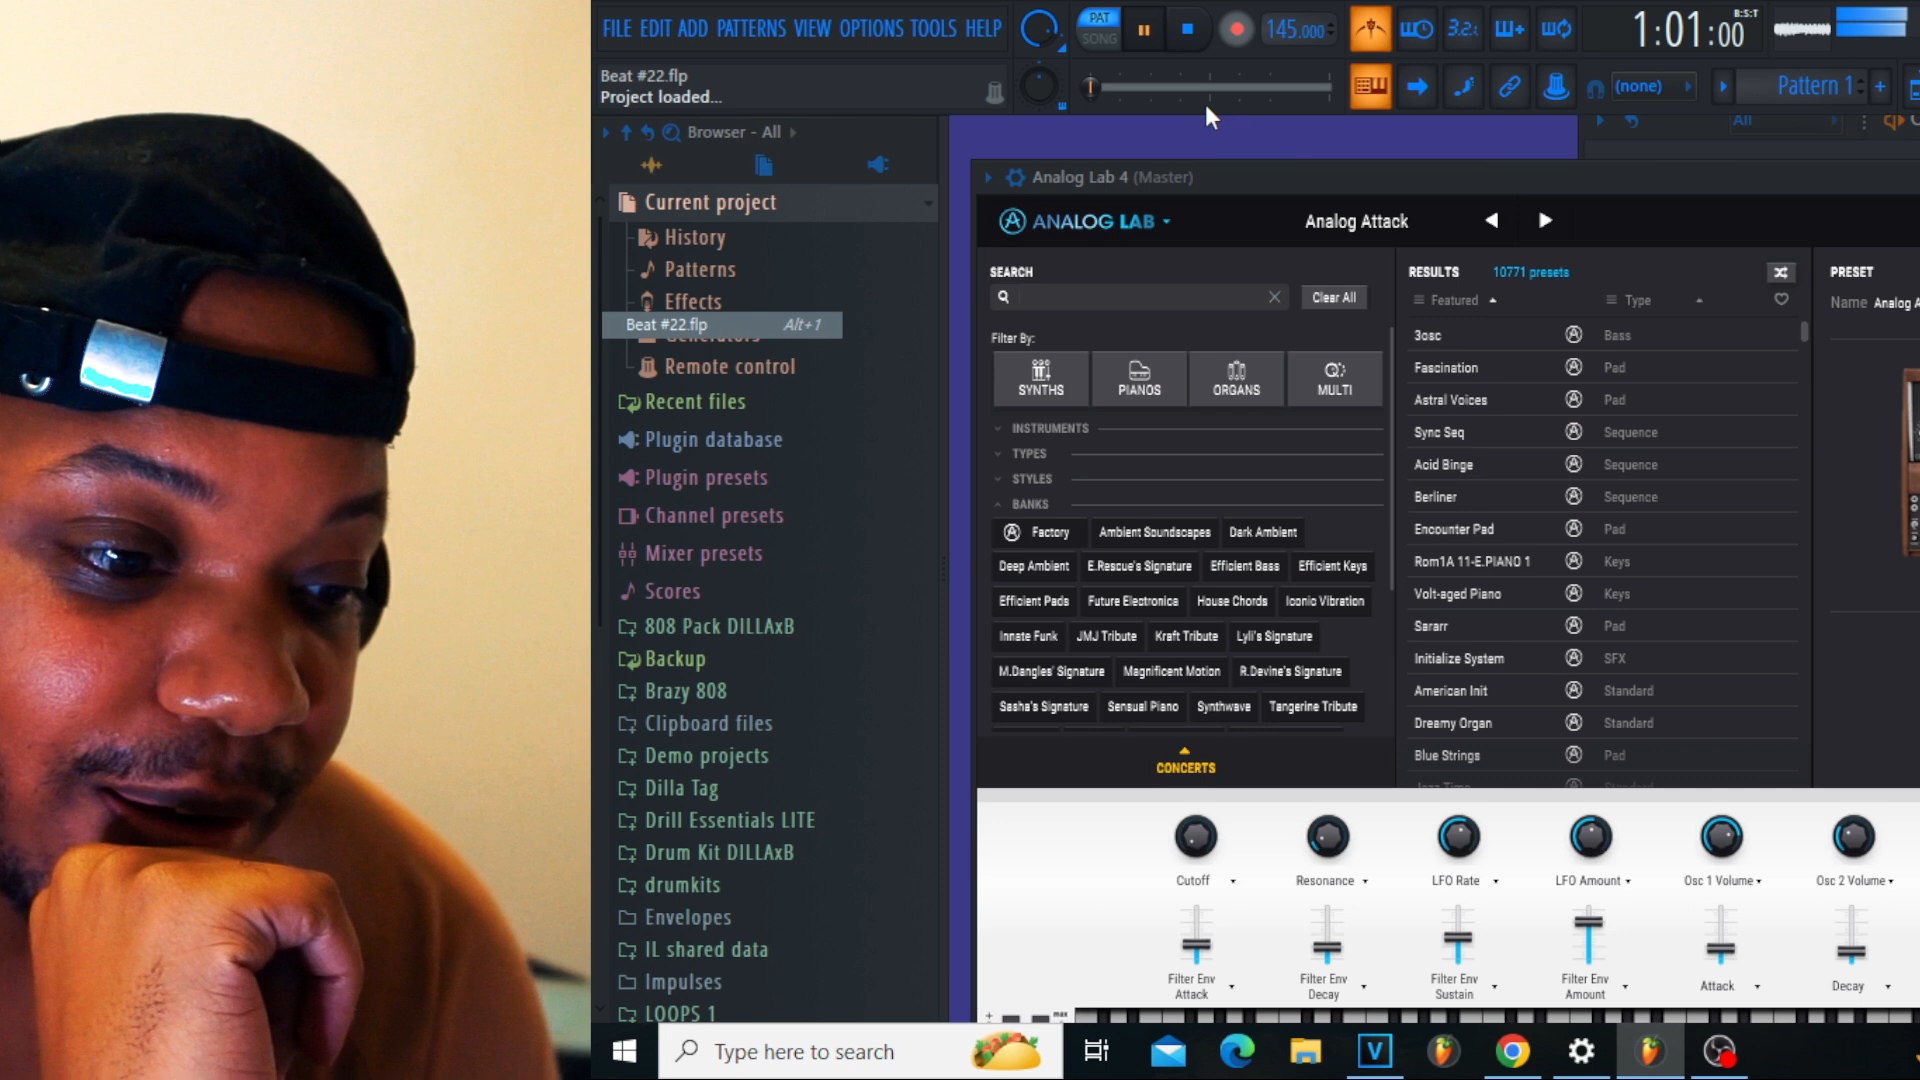 FILE EDIT ADD PATTERNS VIEW OPTIONS TOOLS HELP
PAT
SONG
145.000
3.2.
1:01:00
B:S:T
Beat #22.flp
Project loaded...
(none)
Pattern 1
Browser - All
All
Current project
History
Patterns
Effects
Beat #22.flp Alt+1
Remote control
Recent files
Plugin database
Plugin presets
Channel presets
Mixer presets
Scores
808 Pack DILLAxB
Backup
Brazy 808
Clipboard files
Demo projects
Dilla Tag
Drill Essentials LITE
Drum Kit DILLAxB
drumkits
Envelopes
IL shared data
Impulses
LOOPS 1
Analog Lab 4 (Master)
ANALOG LAB
Analog Attack
SEARCH
Clear All
Filter By:
SYNTHS PIANOS ORGANS MULTI
INSTRUMENTS
TYPES
STYLES
BANKS
Factory Ambient Soundscapes Dark Ambient
Deep Ambient E.Rescue's Signature Efficient Bass Efficient Keys
Efficient Pads Future Electronica House Chords Iconic Vibration
Innate Funk JMJ Tribute Kraft Tribute Lyli's Signature
M.Dangles' Signature Magnificent Motion R.Devine's Signature
Sasha's Signature Sensual Piano Synthwave Tangerine Tribute
CONCERTS
RESULTS 10771 presets
Featured Type
3osc Bass
Fascination Pad
Astral Voices Pad
Sync Seq Sequence
Acid Binge Sequence
Berliner Sequence
Encounter Pad Pad
Rom1A 11-E.PIANO 1 Keys
Volt-aged Piano Keys
Sararr Pad
Initialize System SFX
American Init Standard
Dreamy Organ Standard
Blue Strings Pad
PRESET
Name Analog A
Cutoff Resonance LFO Rate LFO Amount Osc 1 Volume Osc 2 Volume
Filter Env Attack
Filter Env Decay
Filter Env Sustain
Filter Env Amount
Attack
Decay
max
Type here to search
V